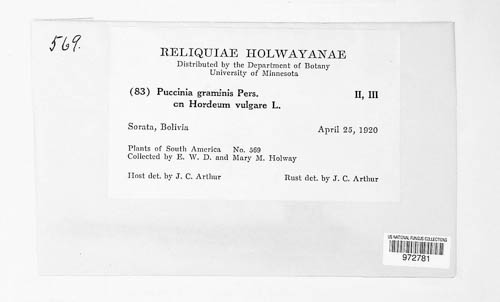 569.
RELIQUIAE HOLWAYANAE
Distributed by the Department of Botany
University of Minnesota
(83) Puccinia graminis Pers. II, III
on Hordeum vulgare L.
Sorata, Bolivia April 25, 1920
Plants of South America No. 569
Collected by E. W. D. and Mary M. Holway
Host det. by J. C. Arthur Rust det. by J. C. Arthur
US NATIONAL FUNGUS COLLECTIONS
972781